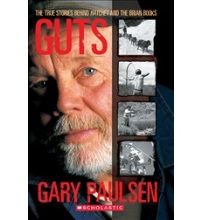 THE TRUE STORIES BEHIND HATCHET AND THE BRIAN BOOKS
GUTS
GARY PAULSEN
SCHOLASTIC